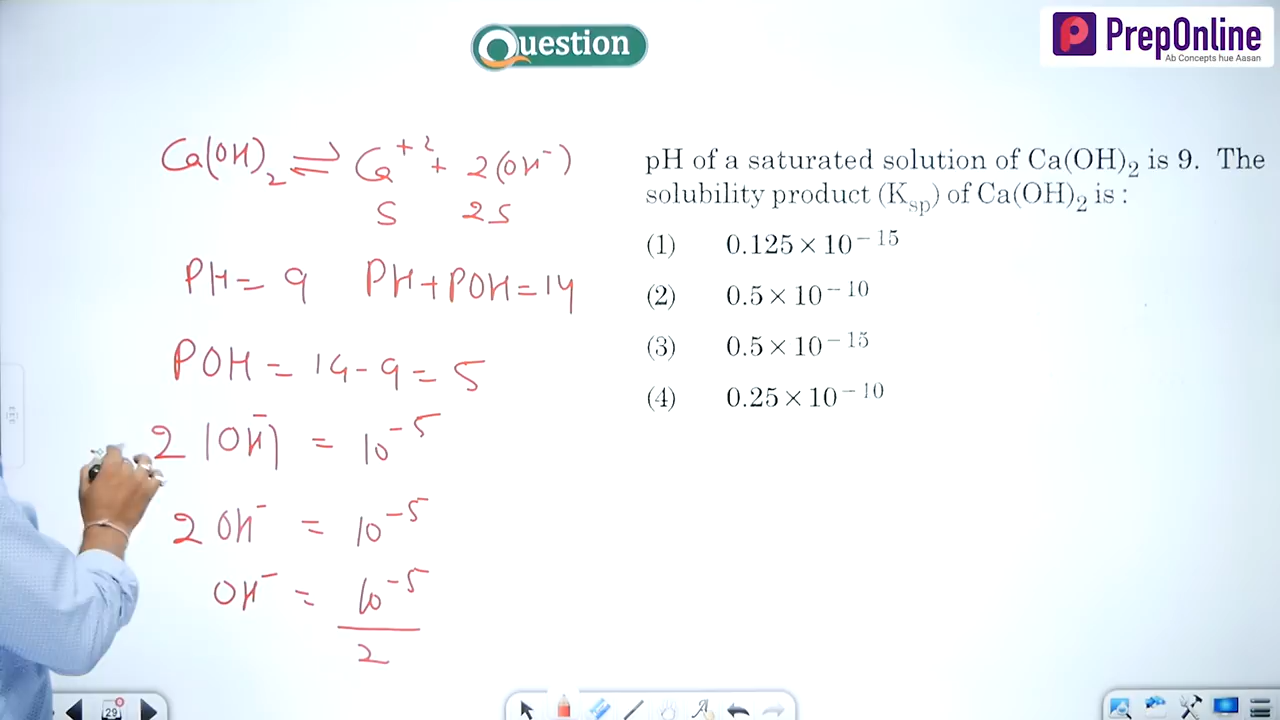 Question
PrepOnline
Ab Concepts hue Aasan
Ca(OH)₂ ⇌ Ca⁺² + 2(OH⁻)
S 2S
PH = 9 PH + POH = 14
POH = 14 - 9 = 5
2 [OH⁻] = 10⁻⁵
2 OH⁻ = 10⁻⁵
OH⁻ = 10⁻⁵
2
pH of a saturated solution of Ca(OH)₂ is 9. The
solubility product (Kₛₚ) of Ca(OH)₂ is :
(1) 0.125 × 10⁻¹⁵
(2) 0.5 × 10⁻¹⁰
(3) 0.5 × 10⁻¹⁵
(4) 0.25 × 10⁻¹⁰
29